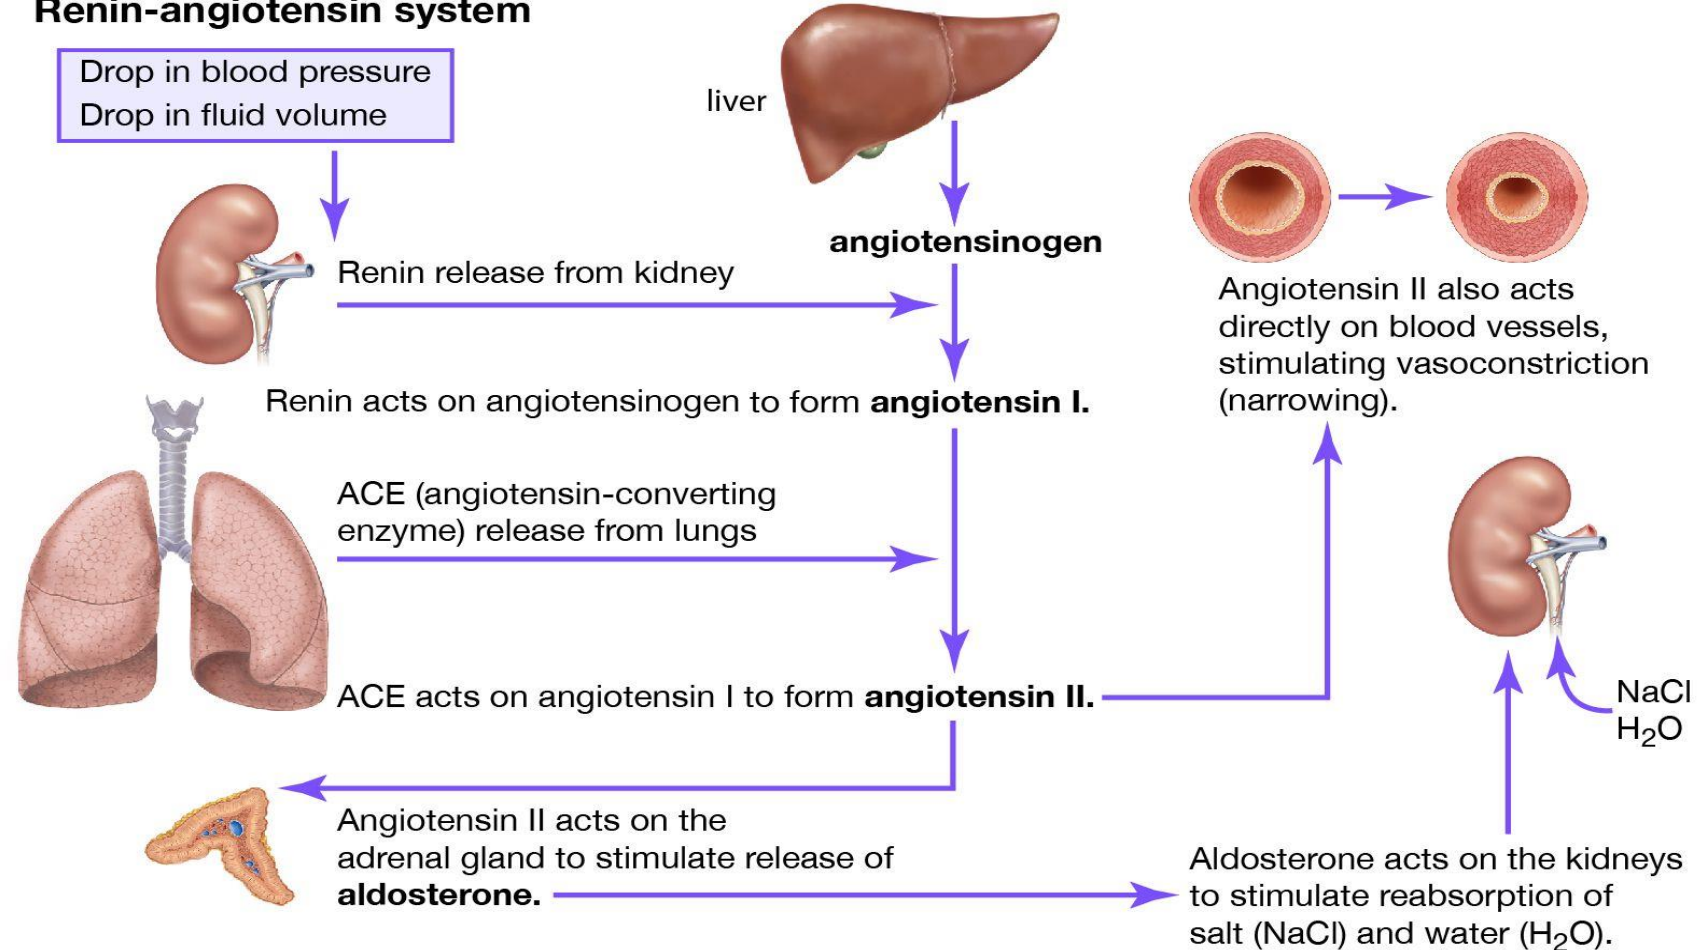 Renin-angiotensin system
Drop in blood pressure
Drop in fluid volume
liver
angiotensinogen
Renin release from kidney
Renin acts on angiotensinogen to form angiotensin I.
ACE (angiotensin-converting
enzyme) release from lungs
ACE acts on angiotensin I to form angiotensin II.
Angiotensin II acts on the
adrenal gland to stimulate release of
aldosterone.
Angiotensin II also acts
directly on blood vessels,
stimulating vasoconstriction
(narrowing).
NaCl
H₂O
Aldosterone acts on the kidneys
to stimulate reabsorption of
salt (NaCl) and water (H₂O).